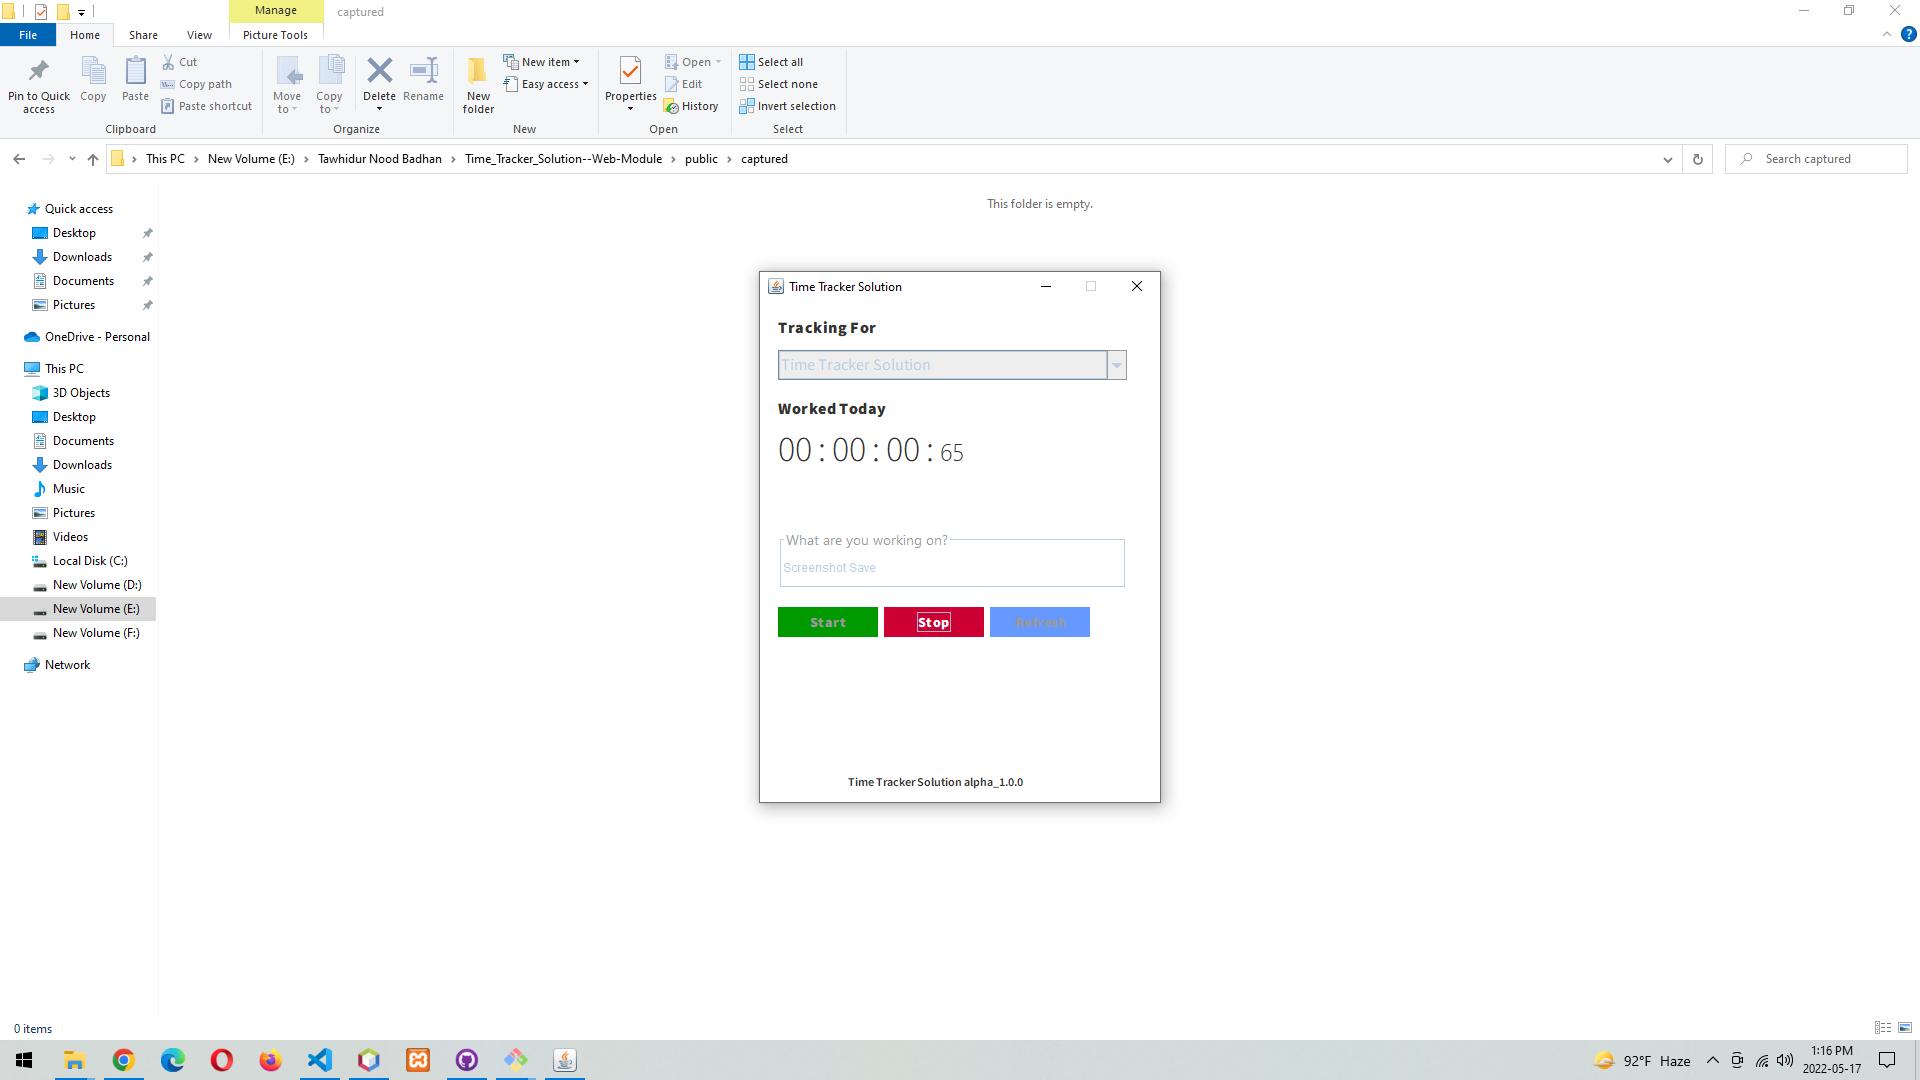 Manage
captured
File
Home
Share
View
Picture Tools
Pin to Quick access
Copy
Paste
Cut
Copy path
Paste shortcut
Clipboard
Move to
Copy to
Delete
Rename
Organize
New folder
New item
Easy access
New
Properties
Open
Edit
History
Open
Select all
Select none
Invert selection
Select
This PC > New Volume (E:) > Tawhidur Nood Badhan > Time_Tracker_Solution--Web-Module > public > captured
Search captured
Quick access
Desktop
Downloads
Documents
Pictures
OneDrive - Personal
This PC
3D Objects
Desktop
Documents
Downloads
Music
Pictures
Videos
Local Disk (C:)
New Volume (D:)
New Volume (E:)
New Volume (F:)
Network
This folder is empty.
Time Tracker Solution
Tracking For
Time Tracker Solution
Worked Today
00 : 00 : 00 : 65
What are you working on?
Screenshot Save
Start
Stop
Refresh
Time Tracker Solution alpha_1.0.0
0 items
92°F Haze
1:16 PM
2022-05-17